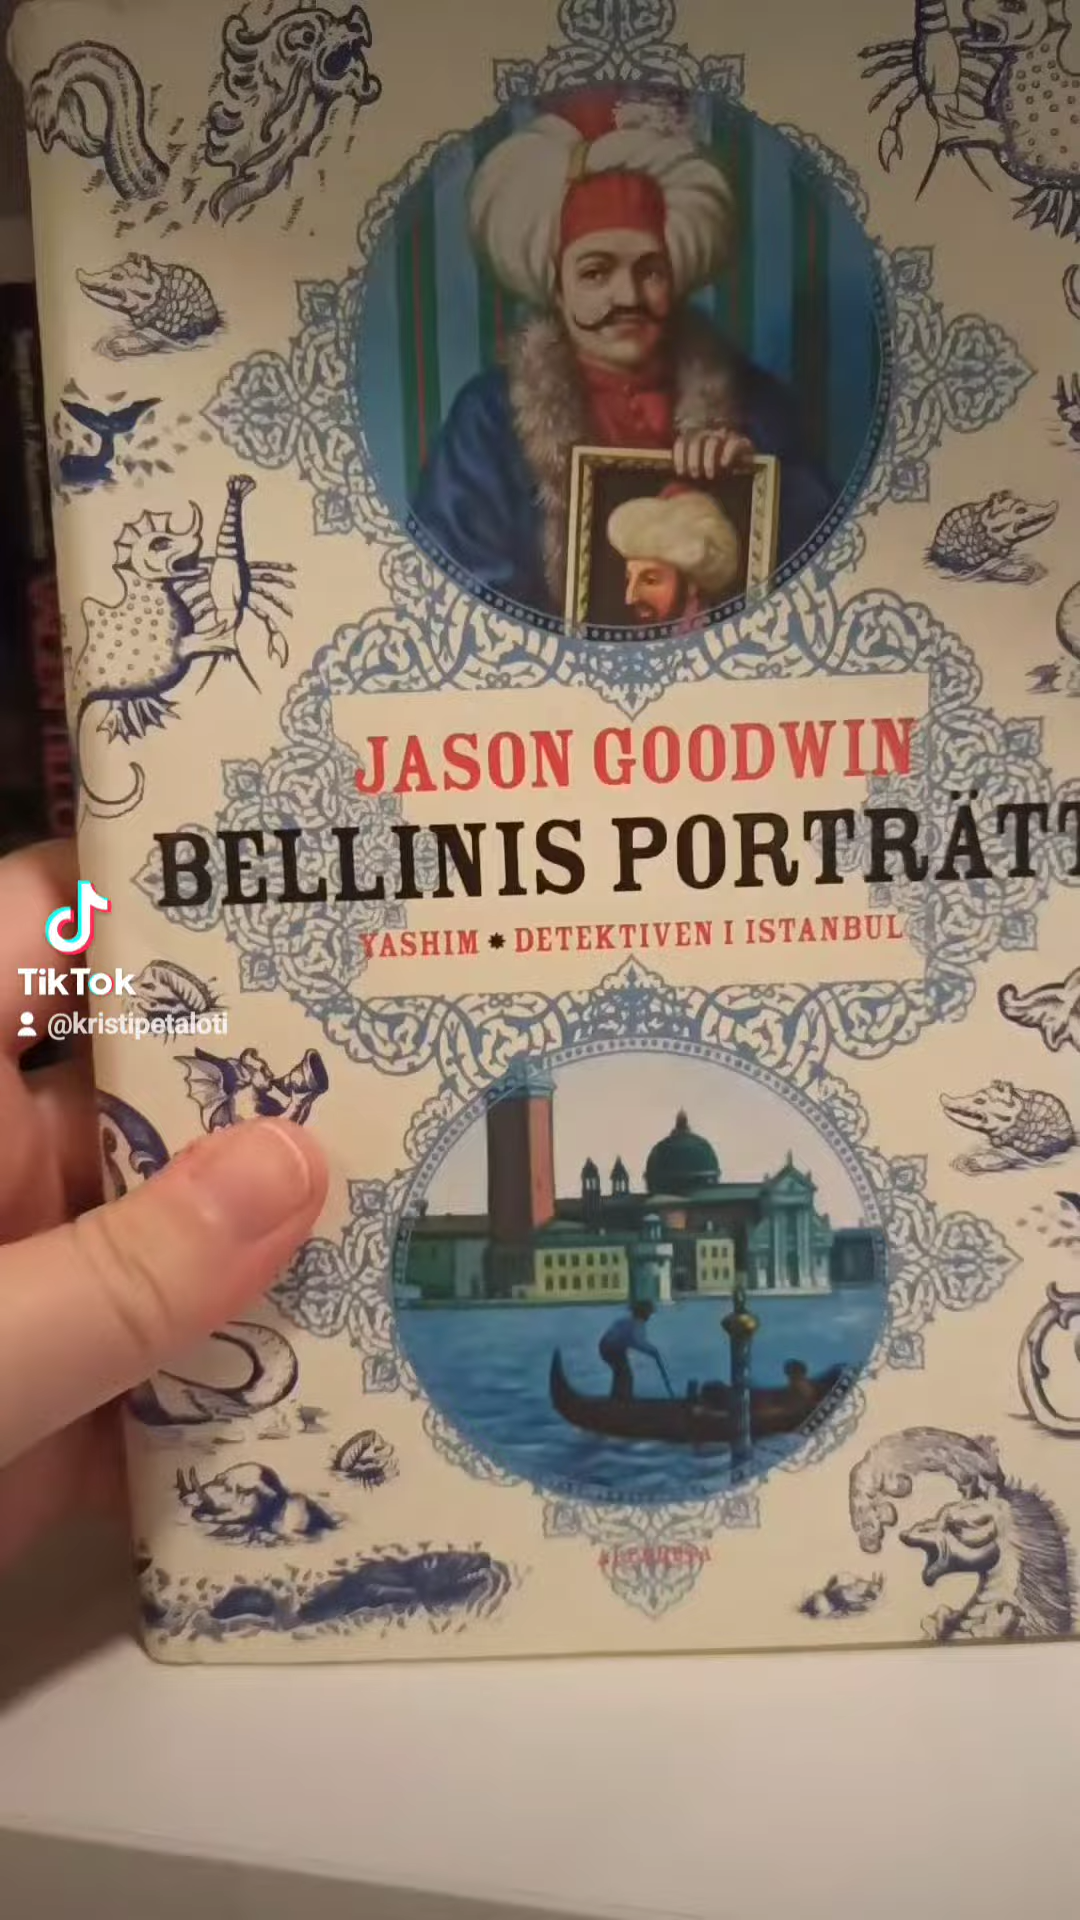 JASON GOODWIN
BELLINIS PORTRÄTT
YASHIM * DETEKTIVEN I ISTANBUL
TikTok
@kristipetaloti